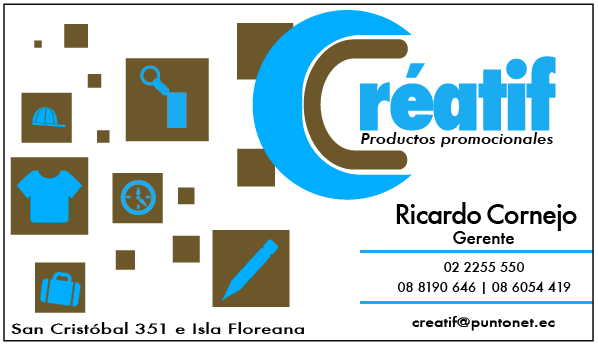 Créatif
Productos promocionales
Ricardo Cornejo
Gerente
02 2255 550
08 8190 646 | 08 6054 419
creatif@puntonet.ec
San Cristóbal 351 e Isla Floreana